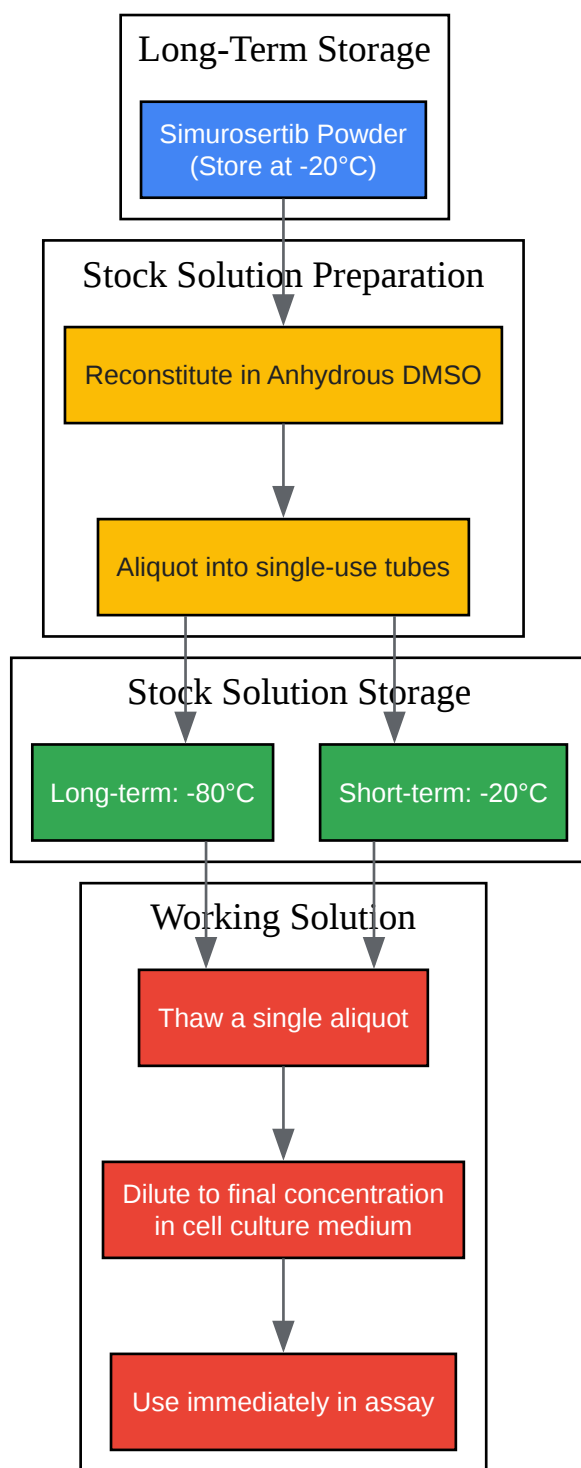 Long-Term Storage
Simurosertib Powder
(Store at -20°C)
Stock Solution Preparation
Reconstitute in Anhydrous DMSO
Aliquot into single-use tubes
Stock Solution Storage
Long-term: -80°C
Short-term: -20°C
Working Solution
Thaw a single aliquot
Dilute to final concentration
in cell culture medium
Use immediately in assay